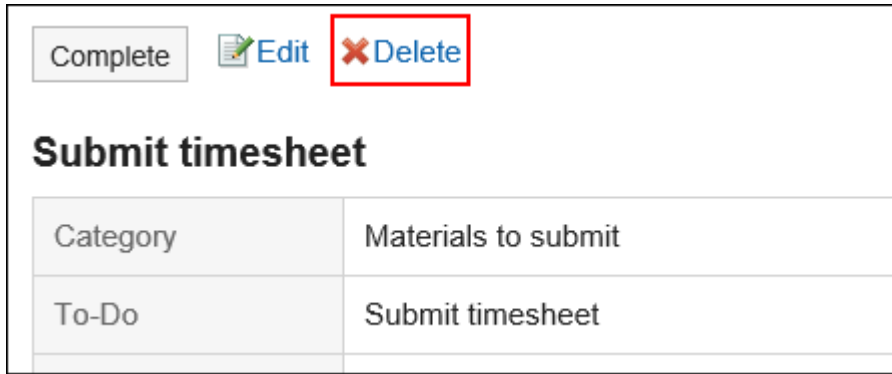 Complete Edit Delete
Submit timesheet
Category Materials to submit
To-Do Submit timesheet